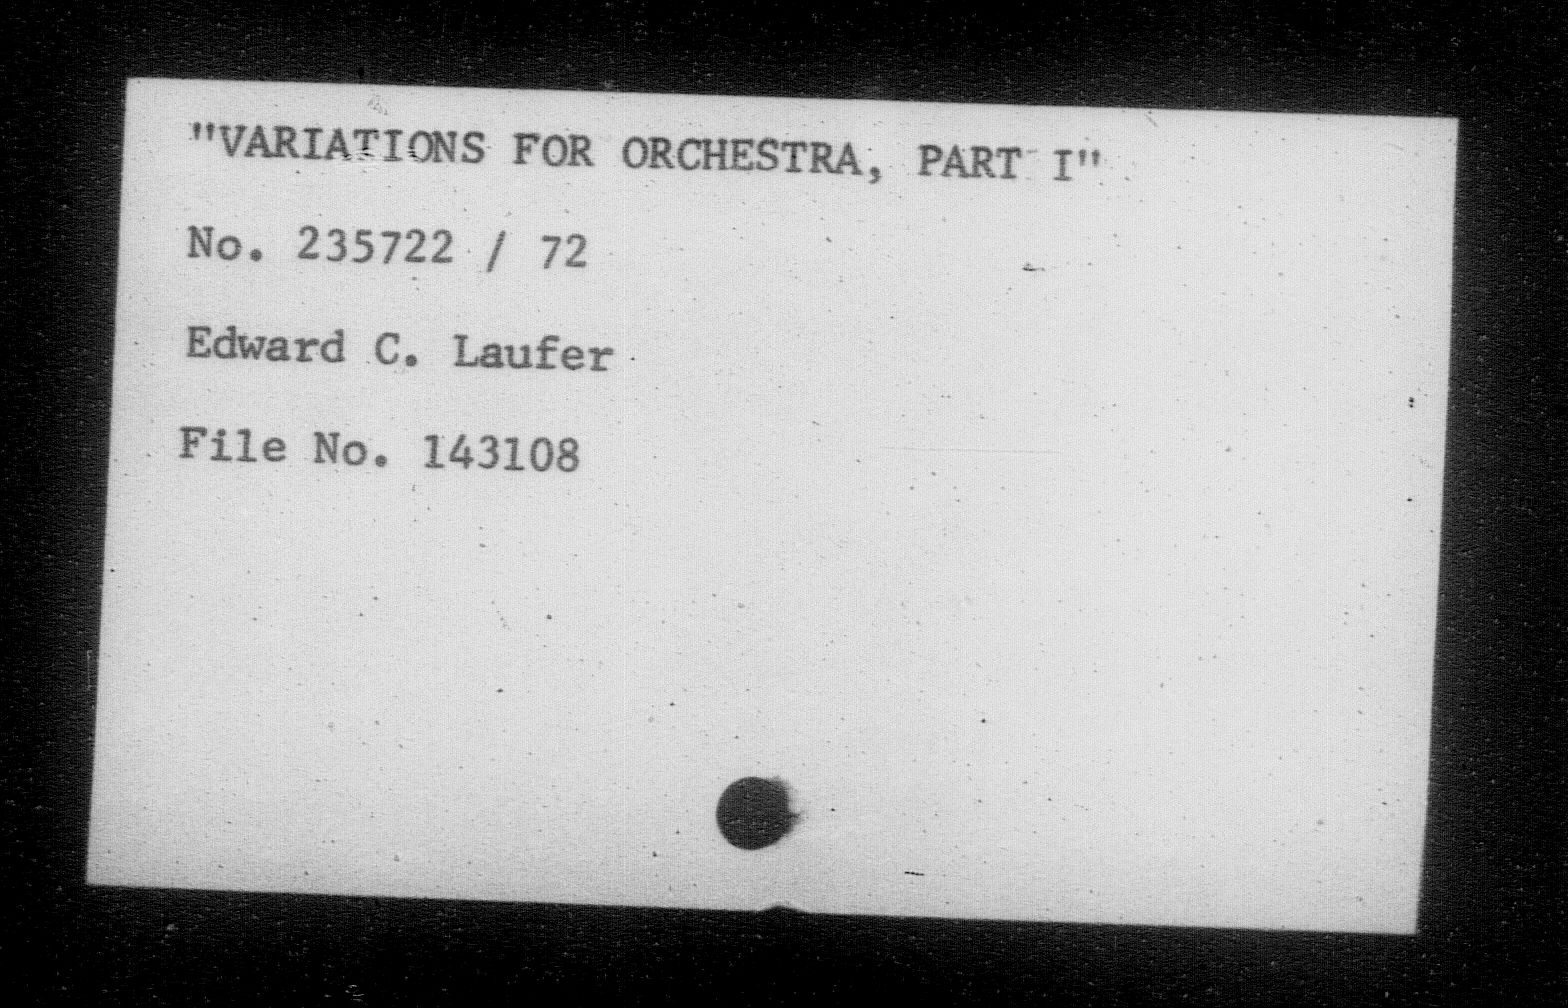 "VARIATIONS FOR ORCHESTRA, PART I"
No. 235722 / 72
Edward C. Laufer
File No. 143108